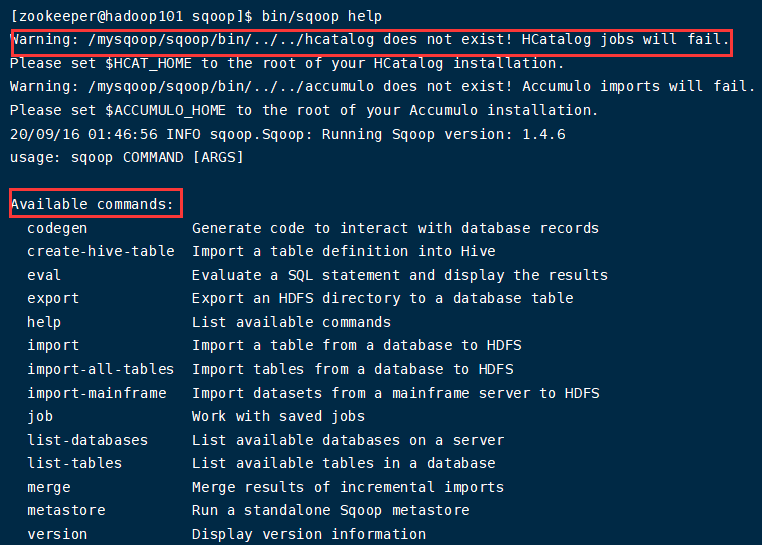 [zookeeper@hadoop101 sqoop]$ bin/sqoop help
Warning: /mysqoop/sqoop/bin/../../hcatalog does not exist! HCatalog jobs will fail.
Please set $HCAT_HOME to the root of your HCatalog installation.
Warning: /mysqoop/sqoop/bin/../../accumulo does not exist! Accumulo imports will fail.
Please set $ACCUMULO_HOME to the root of your Accumulo installation.
20/09/16 01:46:56 INFO sqoop.Sqoop: Running Sqoop version: 1.4.6
usage: sqoop COMMAND [ARGS]

Available commands:
  codegen            Generate code to interact with database records
  create-hive-table  Import a table definition into Hive
  eval               Evaluate a SQL statement and display the results
  export             Export an HDFS directory to a database table
  help               List available commands
  import             Import a table from a database to HDFS
  import-all-tables  Import tables from a database to HDFS
  import-mainframe   Import datasets from a mainframe server to HDFS
  job                Work with saved jobs
  list-databases     List available databases on a server
  list-tables        List available tables in a database
  merge              Merge results of incremental imports
  metastore          Run a standalone Sqoop metastore
  version            Display version information